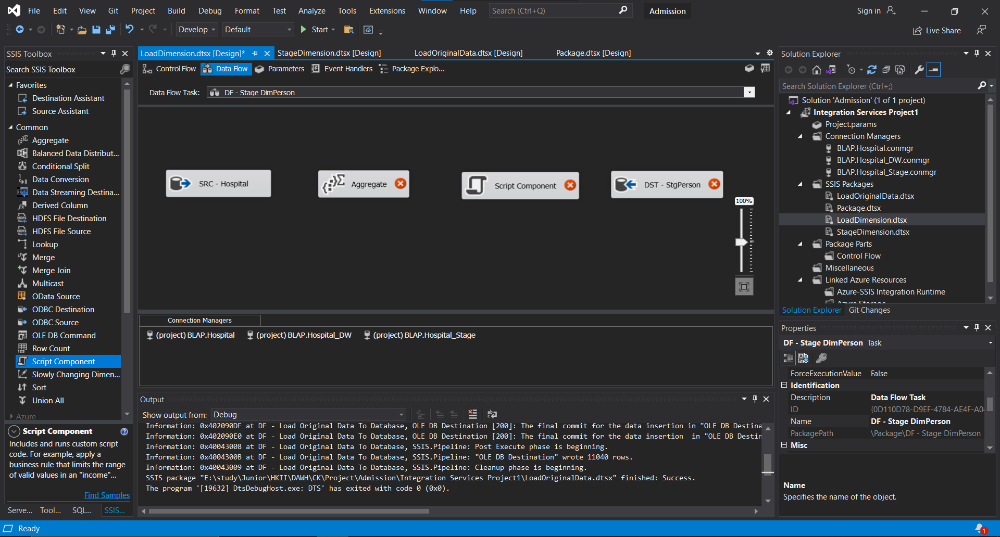 File Edit View Git Project Build Debug Format Test Analyze Tools Extensions Window Help Search (Ctrl+Q) Admission Sign in
Develop Default Start Live Share
SSIS Toolbox
Search SSIS Toolbox
Favorites
Destination Assistant
Source Assistant
Common
Aggregate
Balanced Data Distribut...
Conditional Split
Data Conversion
Data Streaming Destina...
Derived Column
HDFS File Destination
HDFS File Source
Lookup
Merge
Merge Join
Multicast
OData Source
ODBC Destination
ODBC Source
OLE DB Command
Row Count
Script Component
Slowly Changing Dimen...
Sort
Union All
Azure
Script Component
Includes and runs custom script
code. For example, apply a
business rule that limits the range
of valid values in an "income"...
Find Samples
Serve... Tool... SQL... SSIS...
LoadDimension.dtsx [Design]* StageDimension.dtsx [Design] LoadOriginalData.dtsx [Design] Package.dtsx [Design]
Control Flow Data Flow Parameters Event Handlers Package Explo...
Data Flow Task: DF - Stage DimPerson
SRC - Hospital
Aggregate
Script Component
DST - StgPerson
100%
Connection Managers
(project) BLAP.Hospital (project) BLAP.Hospital_DW (project) BLAP.Hospital_Stage
Output
Show output from: Debug
Information: 0x402090DF at DF - Load Original Data To Database, OLE DB Destination [200]: The final commit for the data insertion in "OLE DB Destina
Information: 0x402090E0 at DF - Load Original Data To Database, OLE DB Destination [200]: The final commit for the data insertion  in "OLE DB Destin
Information: 0x40043008 at DF - Load Original Data To Database, SSIS.Pipeline: Post Execute phase is beginning.
Information: 0x4004300B at DF - Load Original Data To Database, SSIS.Pipeline: "OLE DB Destination" wrote 11040 rows.
Information: 0x40043009 at DF - Load Original Data To Database, SSIS.Pipeline: Cleanup phase is beginning.
SSIS package "E:\study\Junior\HKII\DAWH\CK\Project\Admission\Integration Services Project1\LoadOriginalData.dtsx" finished: Success.
The program '[19632] DtsDebugHost.exe: DTS' has exited with code 0 (0x0).
Solution Explorer
Search Solution Explorer (Ctrl+;)
Solution 'Admission' (1 of 1 project)
Integration Services Project1
Project.params
Connection Managers
BLAP.Hospital.conmgr
BLAP.Hospital_DW.conmgr
BLAP.Hospital_Stage.conmgr
SSIS Packages
LoadOriginalData.dtsx
Package.dtsx
LoadDimension.dtsx
StageDimension.dtsx
Package Parts
Control Flow
Miscellaneous
Linked Azure Resources
Azure-SSIS Integration Runtime
Azure Storage
Solution Explorer Git Changes
Properties
DF - Stage DimPerson Task
ForceExecutionValue False
Identification
Description Data Flow Task
ID {0D110D78-D9EF-4784-AE4F-A0
Name DF - Stage DimPerson
PackagePath \Package\DF - Stage DimPerson
Misc
Name
Specifies the name of the object.
Ready
1